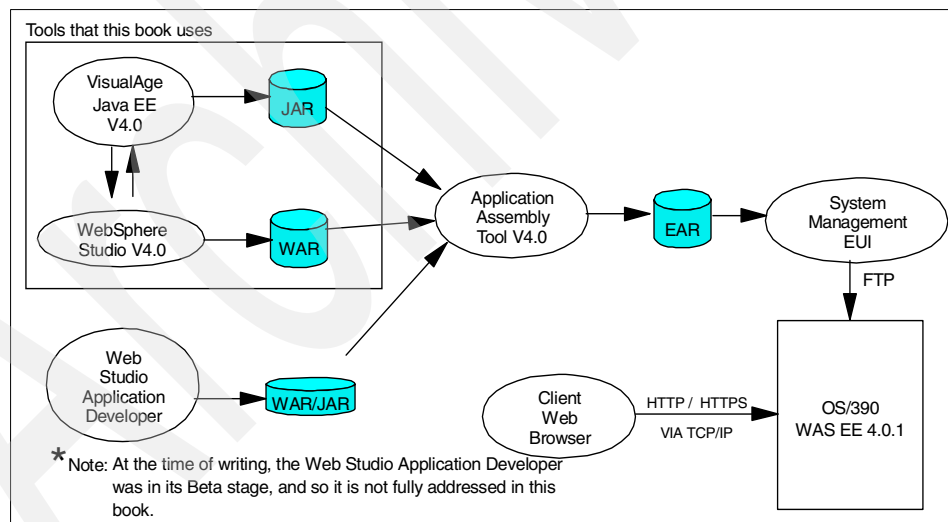 Tools that this book uses
VisualAge
Java EE
V4.0
JAR
WebSphere
Studio V4.0
WAR
Application
Assembly
Tool V4.0
EAR
System
Management
EUI
FTP
Web
Studio
Application
Developer
WAR/JAR
Client
Web
Browser
HTTP / HTTPS
VIA TCP/IP
OS/390
WAS EE 4.0.1
*Note: At the time of writing, the Web Studio Application Developer
was in its Beta stage, and so it is not fully addressed in this
book.